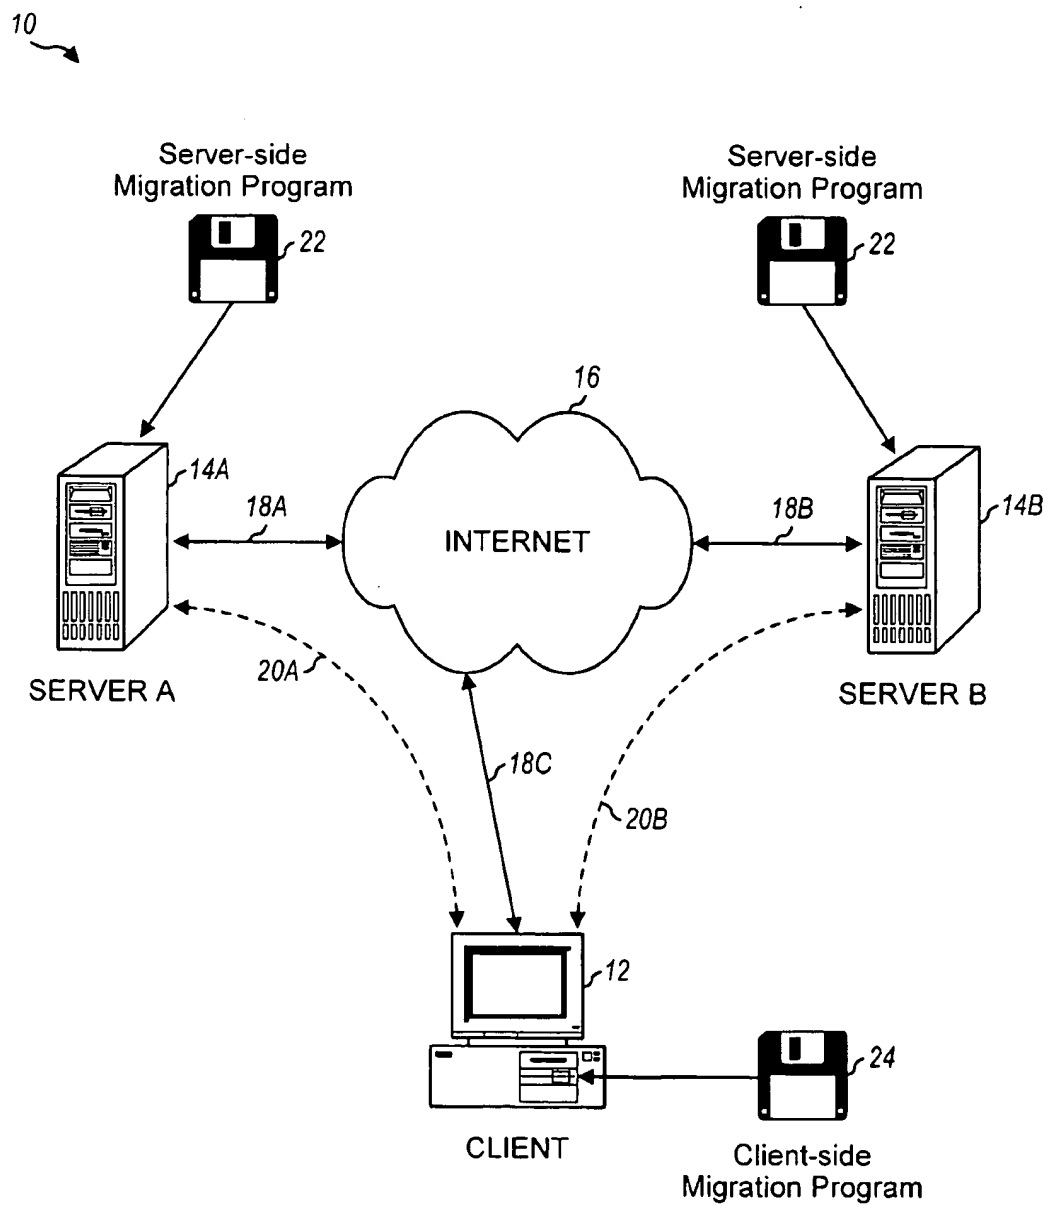 10
Server-side
Migration Program
22
Server-side
Migration Program
22
16
14A
18A
INTERNET
18B
14B
20A
SERVER A
SERVER B
18C
20B
12
24
CLIENT
Client-side
Migration Program